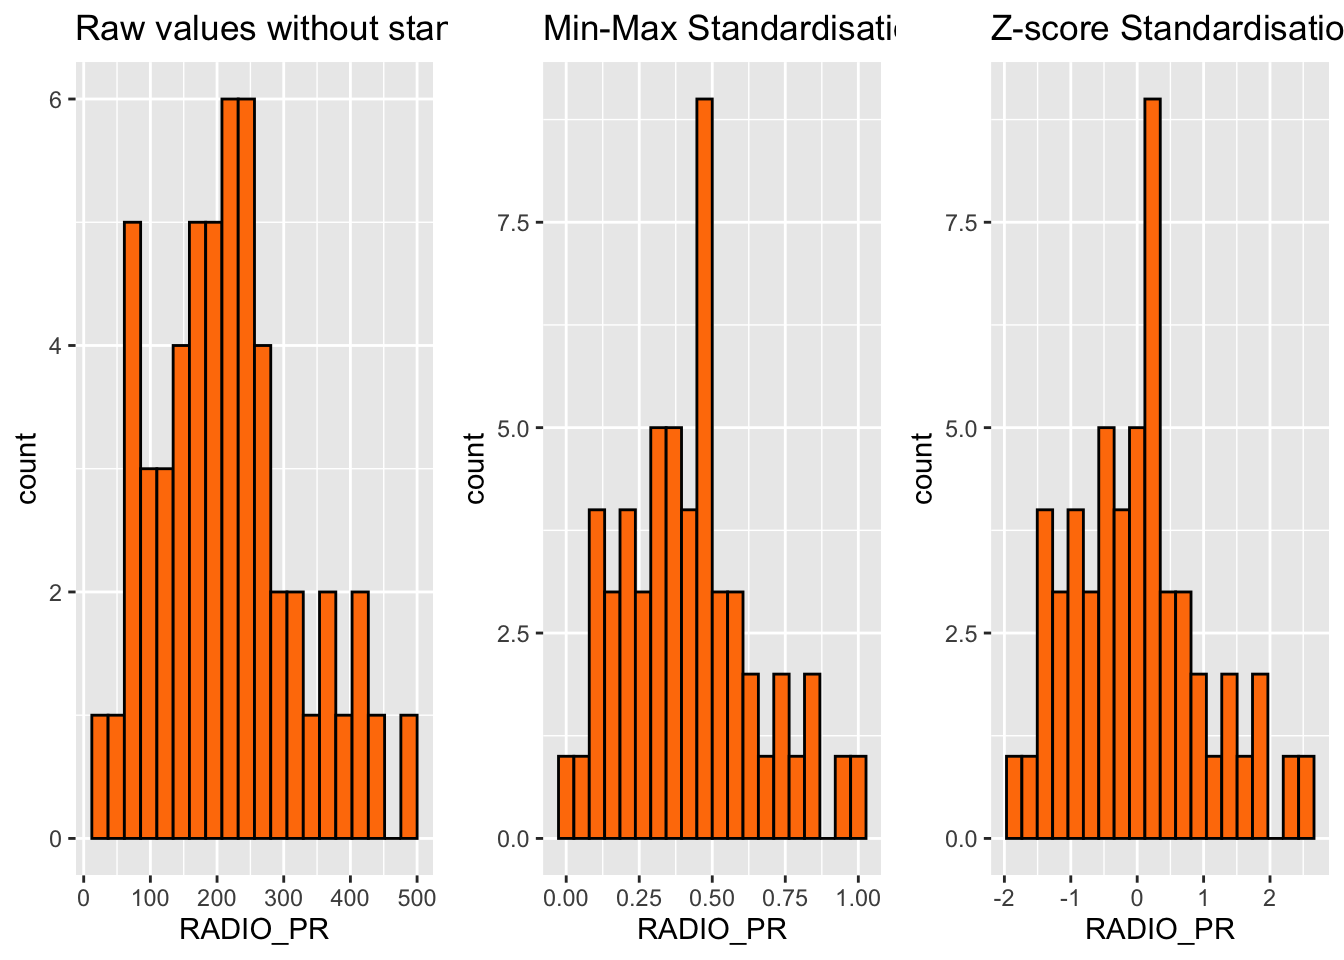 Raw values without stan
6
4
2
0
count
0 100 200 300 400 500
RADIO_PR
Min-Max Standardisatio
7.5
5.0
2.5
0.0
count
0.00 0.25 0.50 0.75 1.00
RADIO_PR
Z-score Standardisatio
7.5
5.0
2.5
0.0
count
-2 -1 0 1 2
RADIO_PR